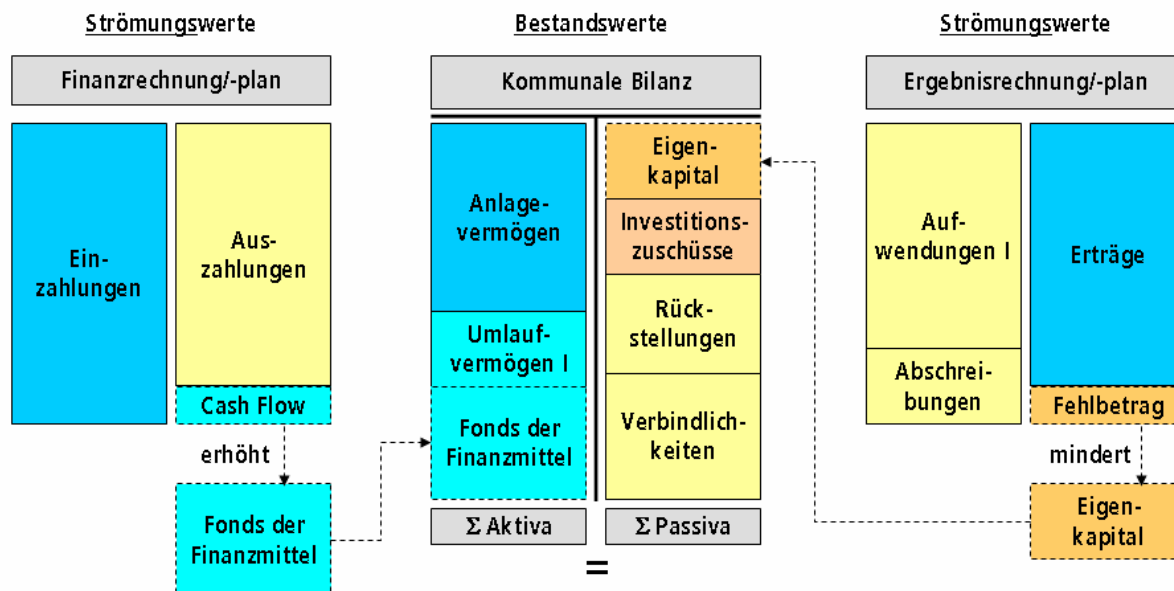 Strömungswerte
Finanzrechnung/-plan
Ein-
zahlungen
Aus-
zahlungen
Cash Flow
erhöht
Fonds der
Finanzmittel
Bestandswerte
Kommunale Bilanz
Anlage-
vermögen
Umlauf-
vermögen I
Fonds der
Finanzmittel
Σ Aktiva
Eigen-
kapital
Investitions-
zuschüsse
Rück-
stellungen
Verbindlich-
keiten
Σ Passiva
=
Strömungswerte
Ergebnisrechnung/-plan
Auf-
wendungen I
Abschrei-
bungen
Erträge
Fehlbetrag
mindert
Eigen-
kapital